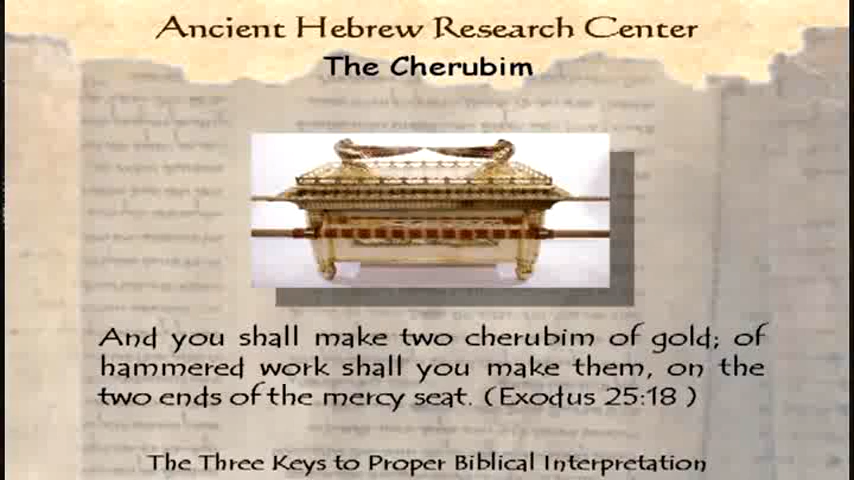 Ancient Hebrew Research Center
The Cherubim
And you shall make two cherubim of gold; of
hammered work shall you make them, on the
two ends of the mercy seat. (Exodus 25:18 )
The Three Keys to Proper Biblical Interpretation